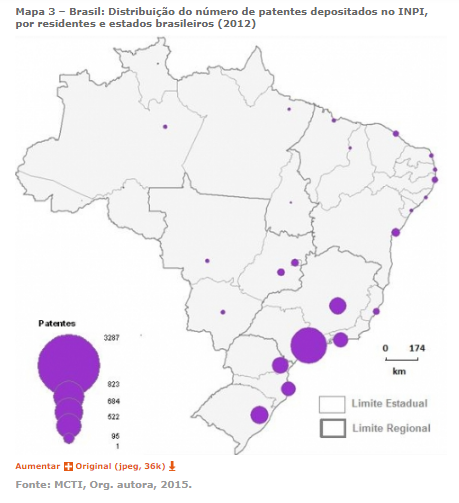 Mapa 3 – Brasil: Distribuição do número de patentes depositados no INPI,
por residentes e estados brasileiros (2012)
Patentes
3287
823
684
522
95
1
0 174
km
Limite Estadual
Limite Regional
Aumentar Original (jpeg, 36k)
Fonte: MCTI, Org. autora, 2015.